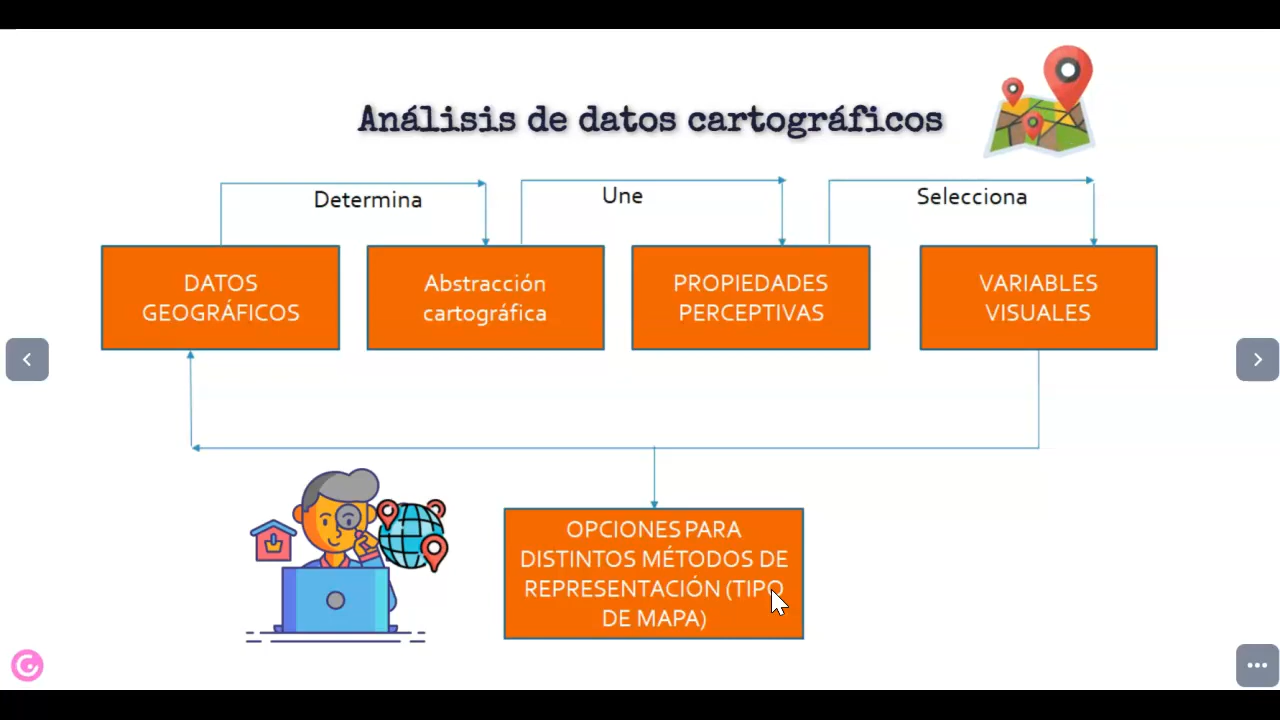 Análisis de datos cartográficos
Determina
Une
Selecciona
DATOS
GEOGRÁFICOS
Abstracción
cartográfica
PROPIEDADES
PERCEPTIVAS
VARIABLES
VISUALES
OPCIONES PARA
DISTINTOS MÉTODOS DE
REPRESENTACIÓN (TIPO
DE MAPA)